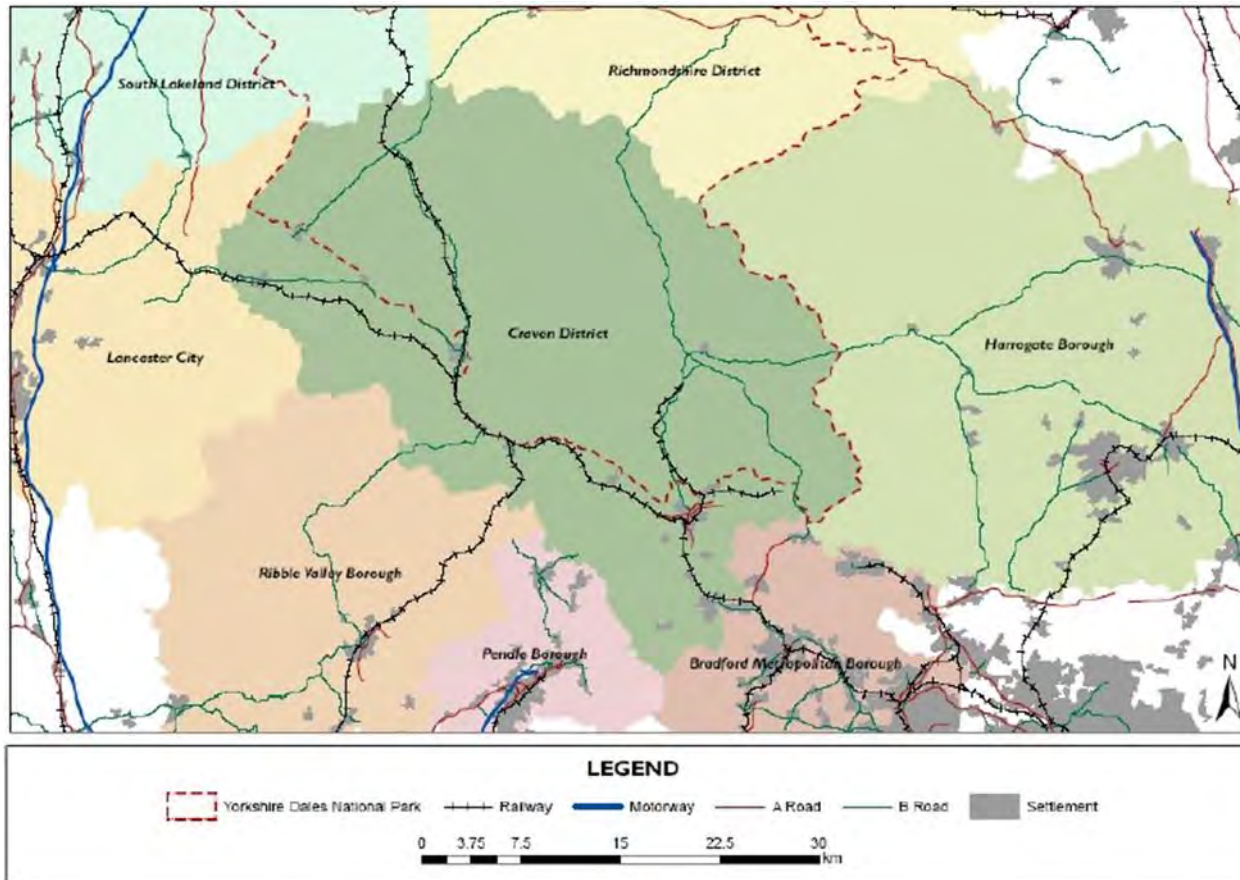 South Lakeland District
Richmondshire District
Craven District
Lancaster City
Harrogate Borough
Ribble Valley Borough
Pendle Borough
Bradford Metropolitan Borough
N
LEGEND
Yorkshire Dales National Park Railway Motorway A Road B Road Settlement
0 3.75 7.5 15 22.5 30
km